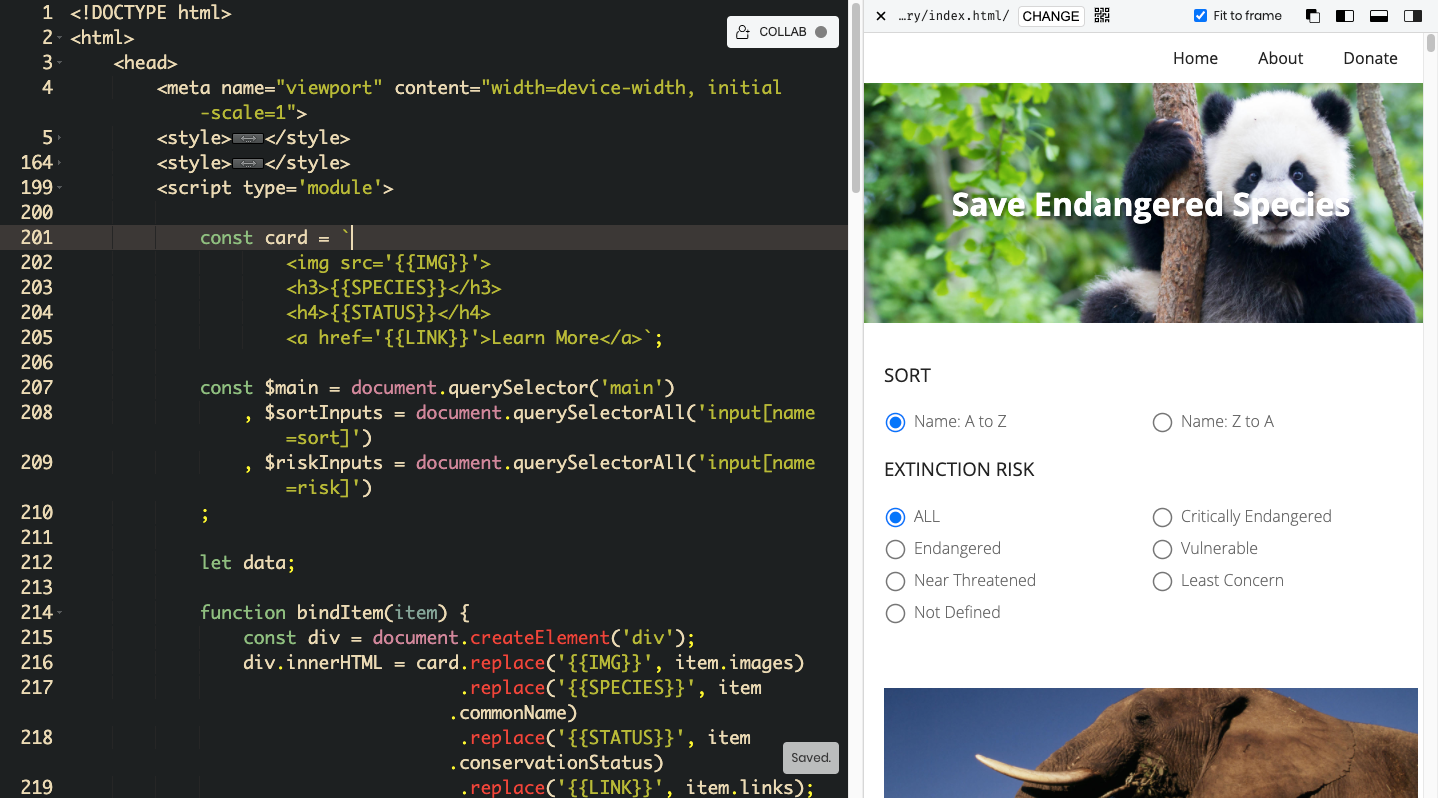 1 <!DOCTYPE html>
2 <html>
3 <head>
4 <meta name="viewport" content="width=device-width, initial
-scale=1">
5 <style></style>
164 <style></style>
199 <script type='module'>
200
201 const card = `
202 <img src='{{IMG}}'>
203 <h3>{{SPECIES}}</h3>
204 <h4>{{STATUS}}</h4>
205 <a href='{{LINK}}'>Learn More</a>`;
206
207 const $main = document.querySelector('main')
208 , $sortInputs = document.querySelectorAll('input[name
=sort]')
209 , $riskInputs = document.querySelectorAll('input[name
=risk]')
210 ;
211
212 let data;
213
214 function bindItem(item) {
215 const div = document.createElement('div');
216 div.innerHTML = card.replace('{{IMG}}', item.images)
217 .replace('{{SPECIES}}', item
.commonName)
218 .replace('{{STATUS}}', item
.conservationStatus)
219 .replace('{{LINK}}', item.links);
COLLAB
Saved.
…ry/index.html/ CHANGE Fit to frame
Home About Donate
Save Endangered Species
SORT
Name: A to Z Name: Z to A
EXTINCTION RISK
ALL Critically Endangered
Endangered Vulnerable
Near Threatened Least Concern
Not Defined